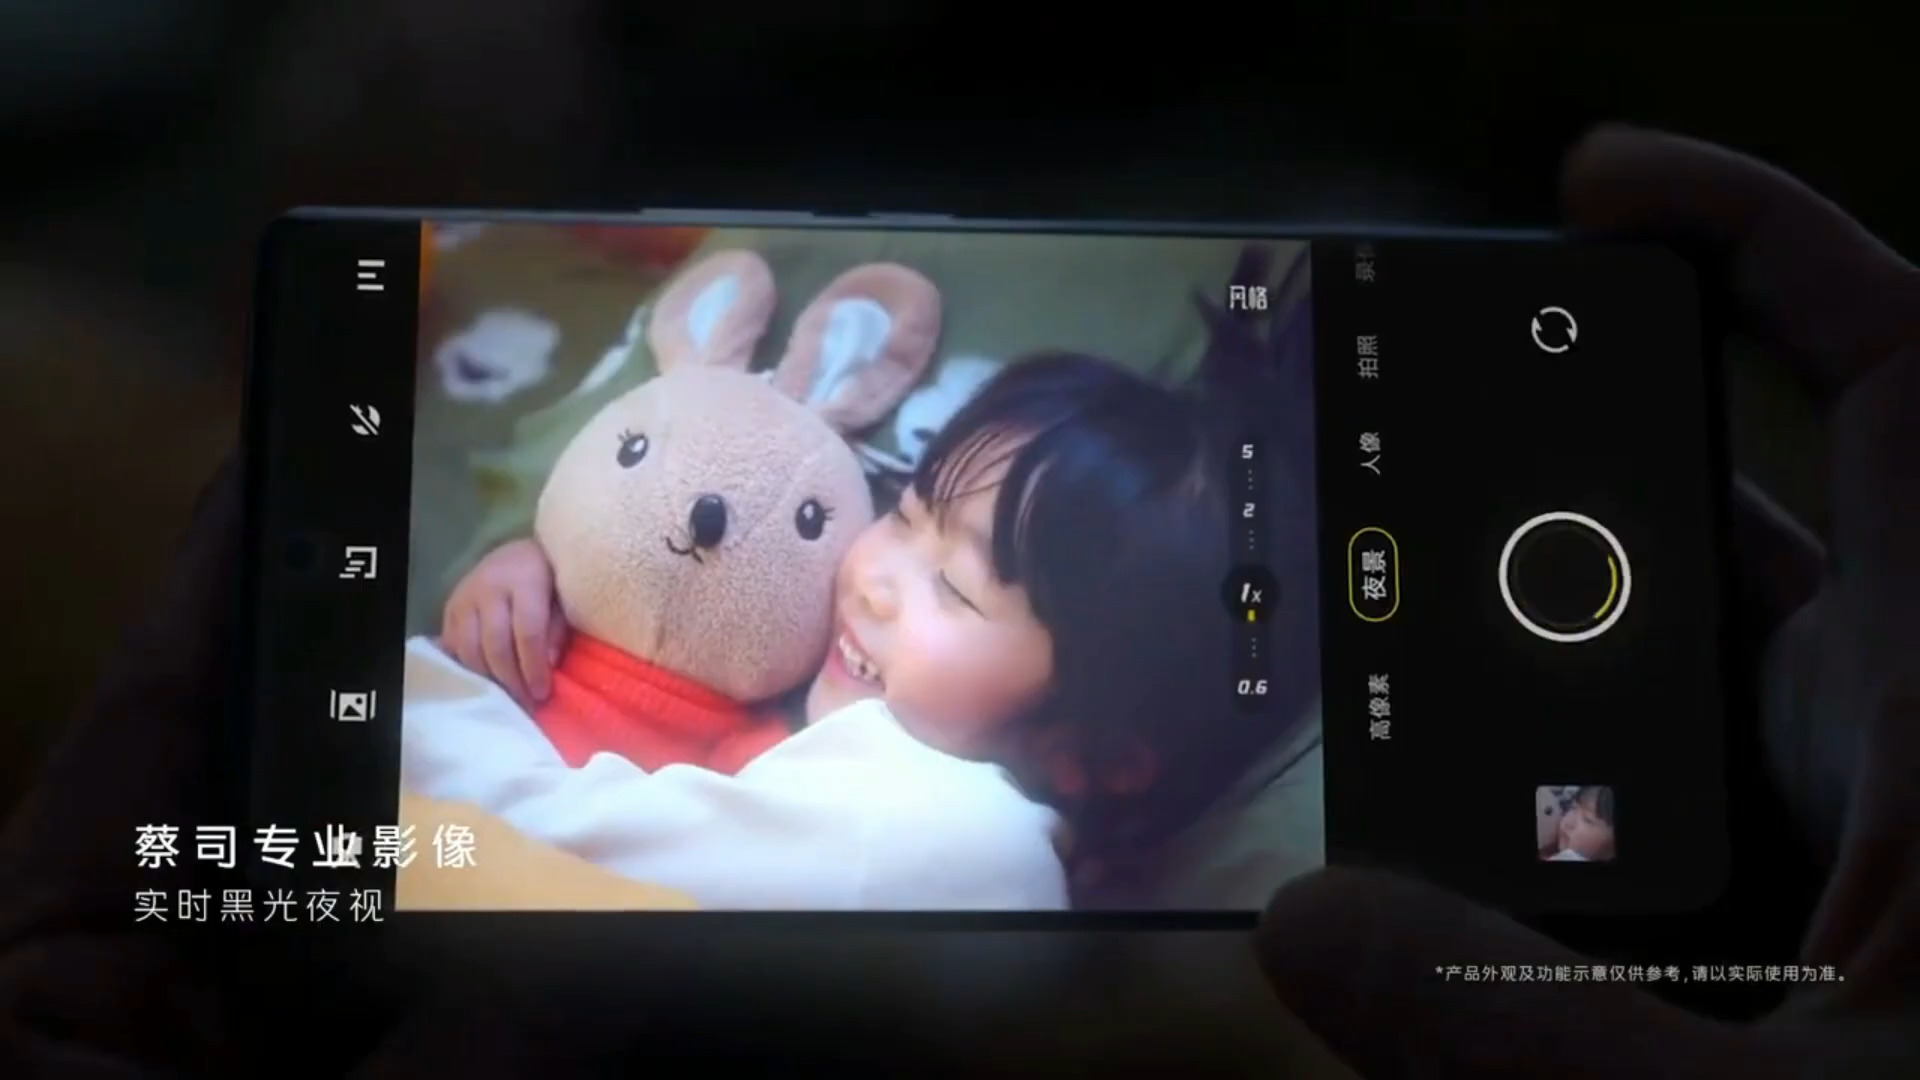 风格
5
2
1x
0.6
录像
拍照
人像
夜景
高像素
蔡司专业影像
实时黑光夜视
*产品外观及功能示意仅供参考,请以实际使用为准。